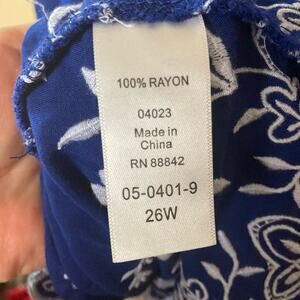 100% RAYON
04023
Made in
China
RN 88842
05-0401-9
26W